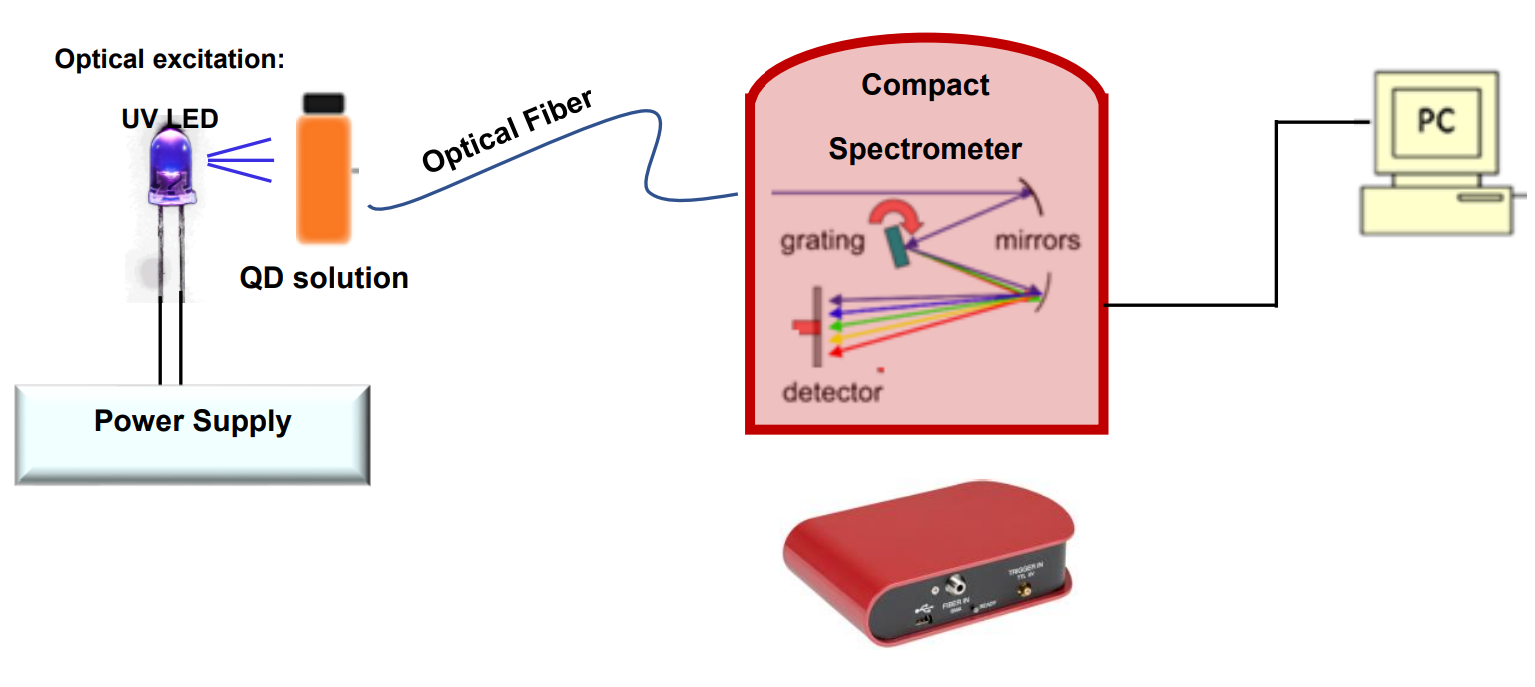 Optical excitation:
UV LED
QD solution
Power Supply
Optical Fiber
Compact
Spectrometer
grating
mirrors
detector
PC
TRIGGER IN
TTL 5V
FIBER IN
SMA
READY